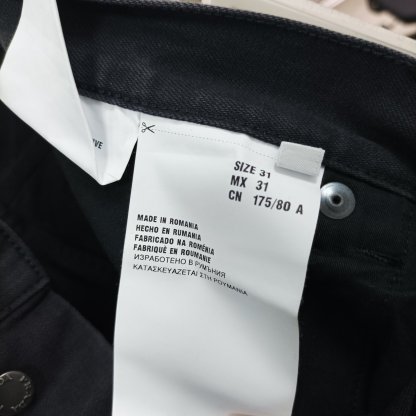 IVE
SIZE 31
MX 31
CN 175/80 A
MADE IN ROMANIA
HECHO EN RUMANIA
FABRICADO NA ROMÉNIA
FABRIQUÉ EN ROUMANIE
ИЗРАБОТЕНО В РУМЪНИЯ
ΚΑΤΑΣΚΕΥΑΖΕΤΑΙ ΣΤΗ ΡΟΥΜΑΝΙΑ